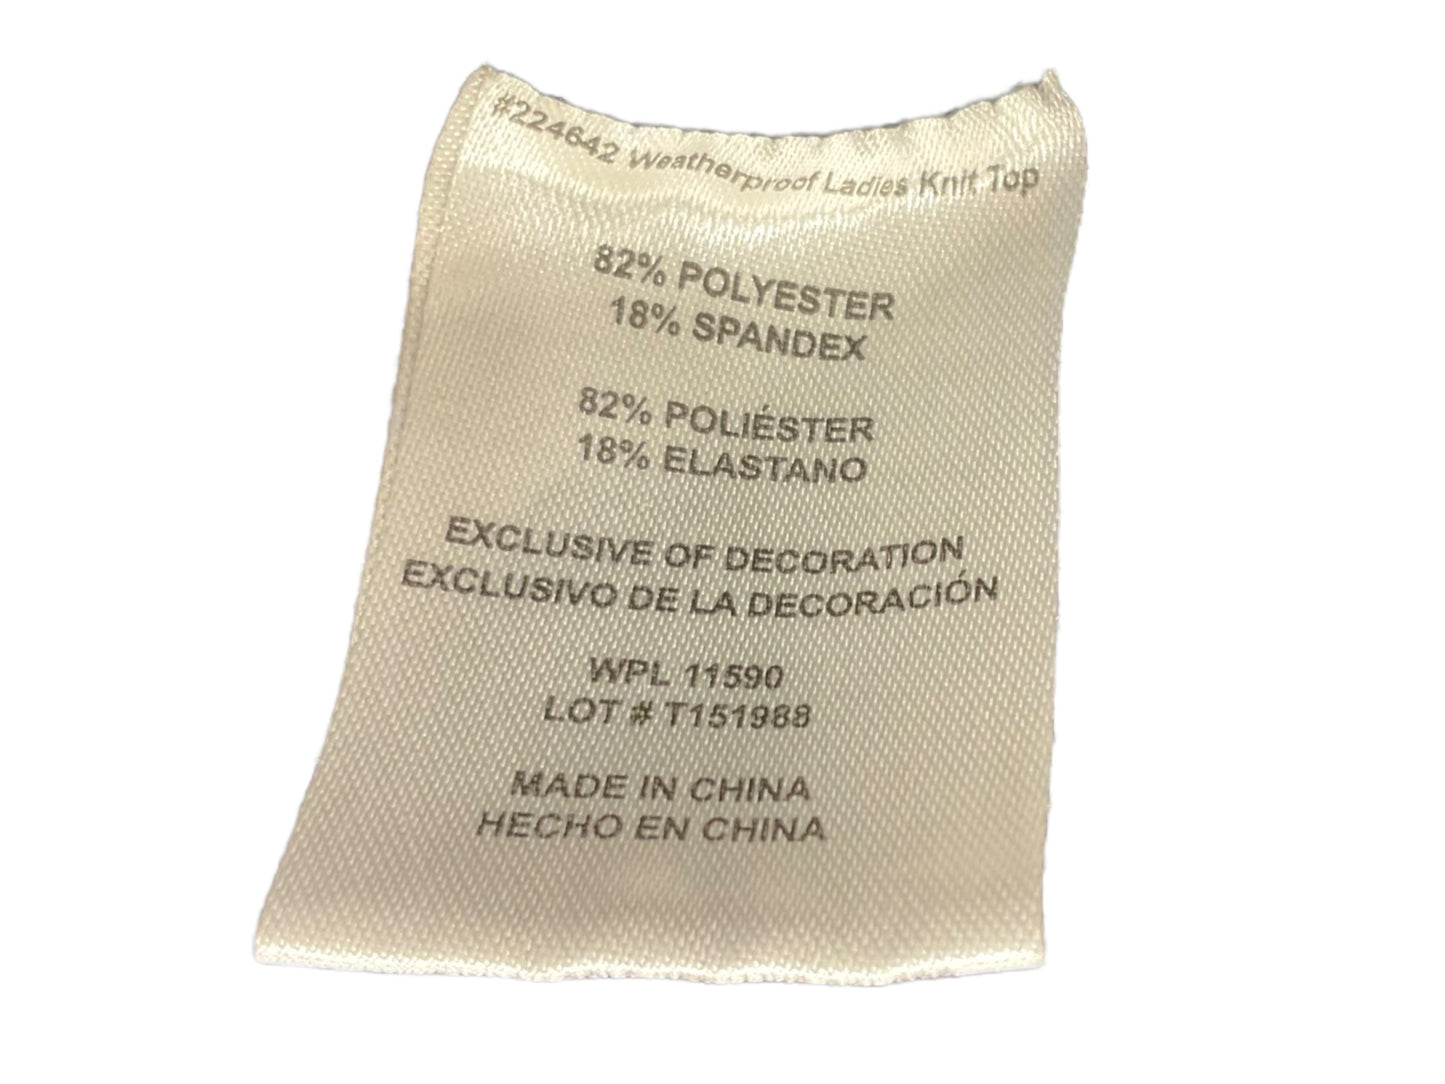 #224642 Weatherproof Ladies Knit Top
82% POLYESTER
18% SPANDEX
82% POLIÉSTER
18% ELASTANO
EXCLUSIVE OF DECORATION
EXCLUSIVO DE LA DECORACIÓN
WPL 11590
LOT # T151988
MADE IN CHINA
HECHO EN CHINA